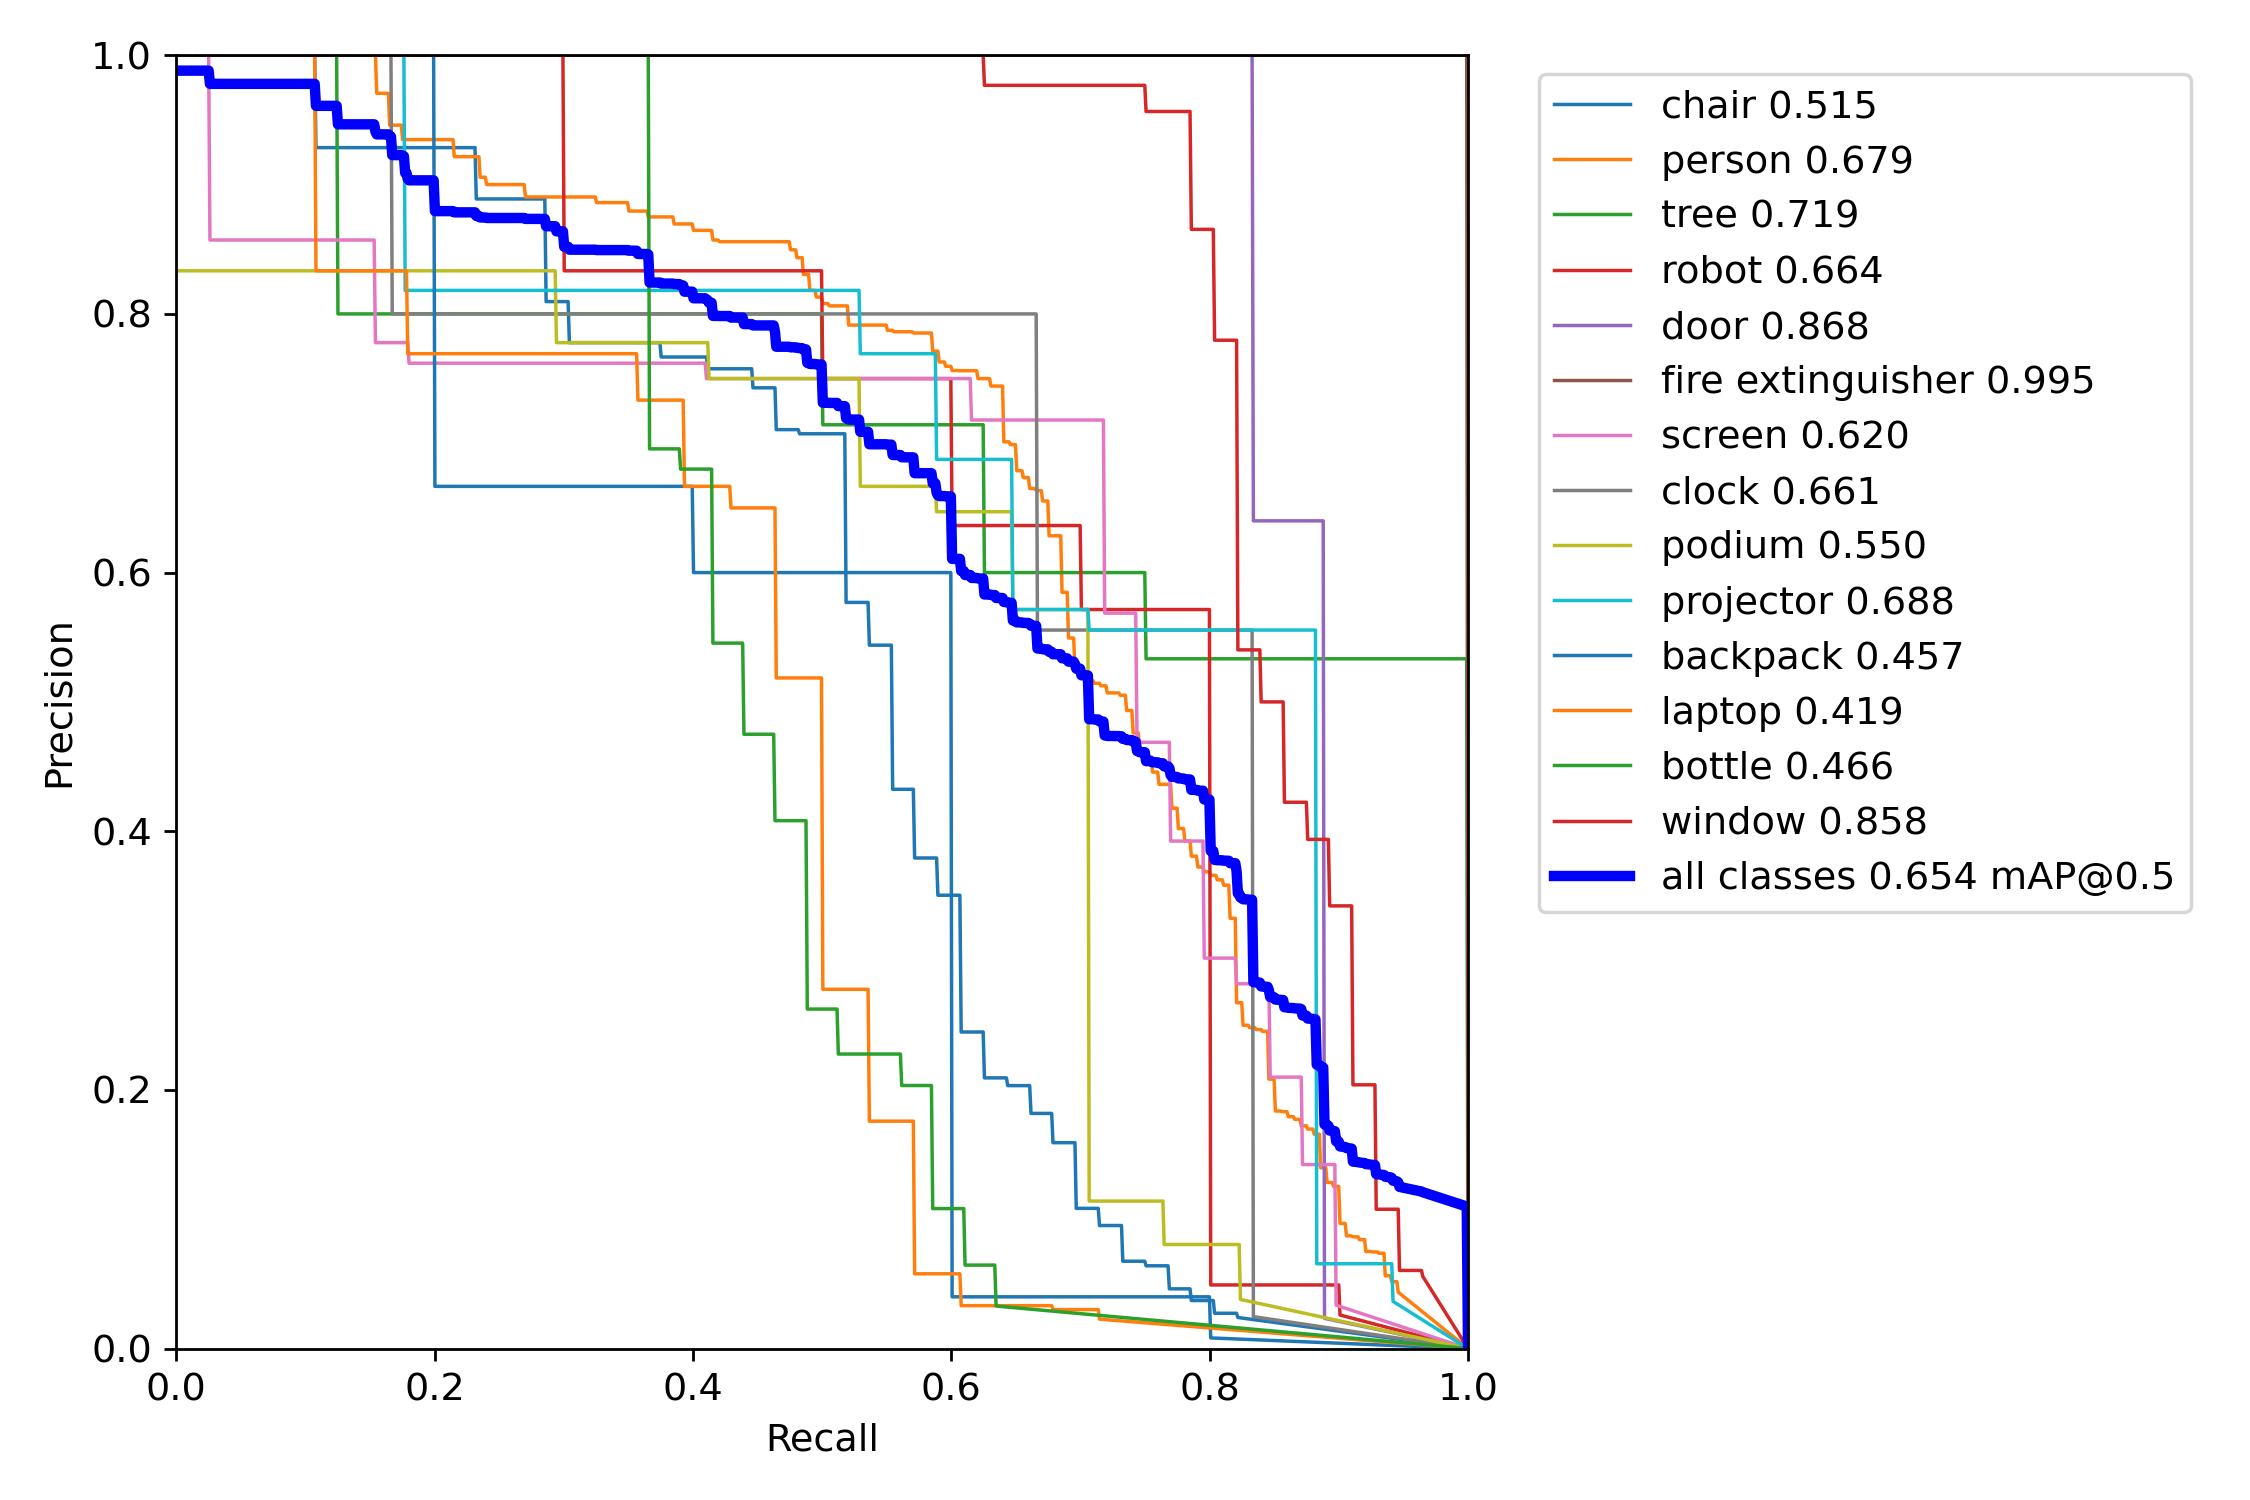 1.0
0.8
0.6
0.4
0.2
0.0
0.0 0.2 0.4 0.6 0.8 1.0
Precision
Recall
chair 0.515
person 0.679
tree 0.719
robot 0.664
door 0.868
fire extinguisher 0.995
screen 0.620
clock 0.661
podium 0.550
projector 0.688
backpack 0.457
laptop 0.419
bottle 0.466
window 0.858
all classes 0.654 mAP@0.5